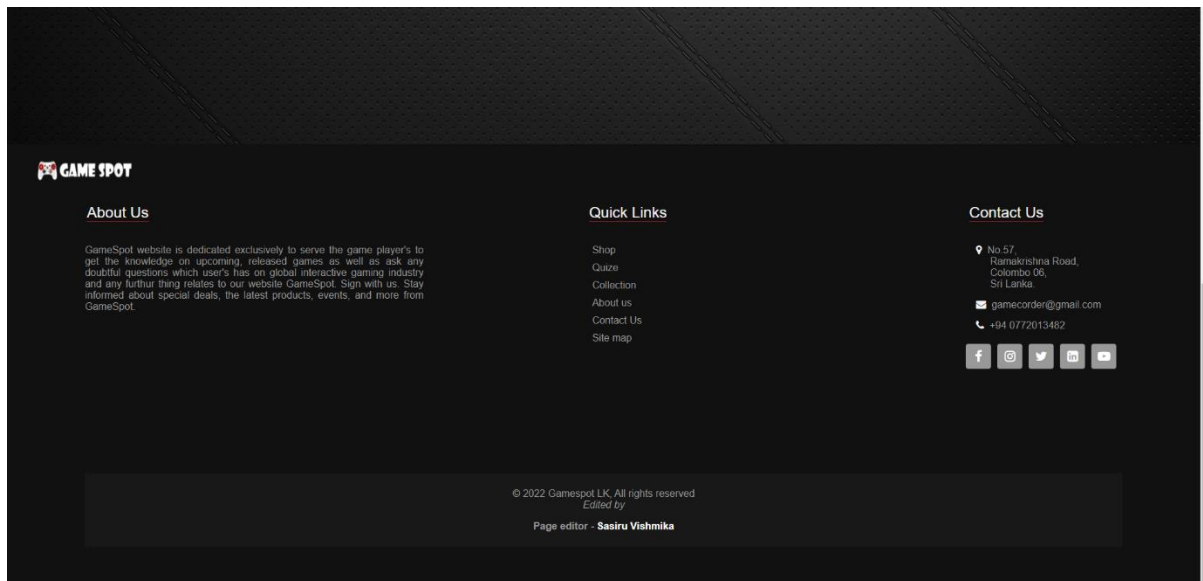 GAME SPOT
About Us
GameSpot website is dedicated exclusively to serve the game player's to
get the knowledge on upcoming, released games as well as ask any
doubtful questions which user's has on global interactive gaming industry
and any furthur thing relates to our website GameSpot. Sign with us. Stay
informed about special deals, the latest products, events, and more from
GameSpot.
Quick Links
Shop
Quize
Collection
About us
Contact Us
Site map
Contact Us
No.57,
Ramakrishna Road,
Colombo 06,
Sri Lanka.
gamecorder@gmail.com
+94 0772013482
© 2022 Gamespot LK, All rights reserved
Edited by
Page editor - Sasiru Vishmika